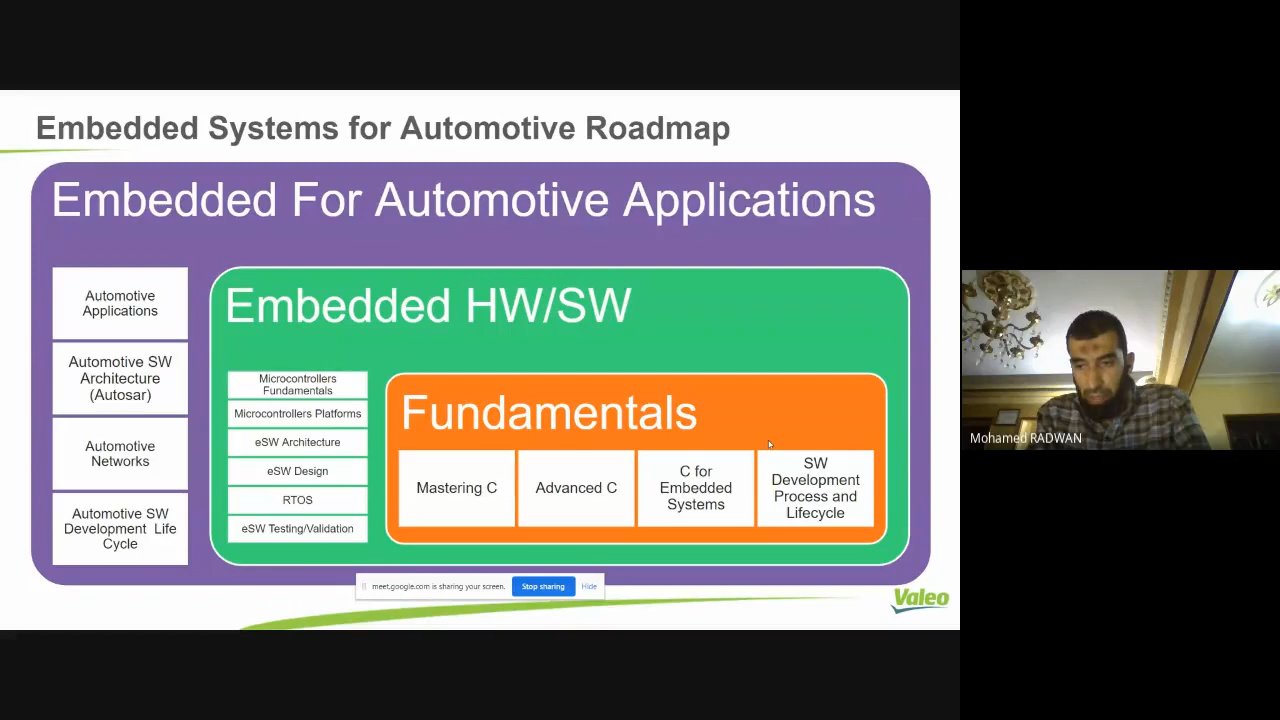 Embedded Systems for Automotive Roadmap
Embedded For Automotive Applications
Automotive
Applications
Automotive SW
Architecture
(Autosar)
Automotive
Networks
Automotive SW
Development Life
Cycle
Embedded HW/SW
Microcontrollers
Fundamentals
Microcontrollers Platforms
eSW Architecture
eSW Design
RTOS
eSW Testing/Validation
Fundamentals
Mastering C
Advanced C
C for
Embedded
Systems
SW
Development
Process and
Lifecycle
meet.google.com is sharing your screen.
Stop sharing
Hide
Valeo
Mohamed RADWAN